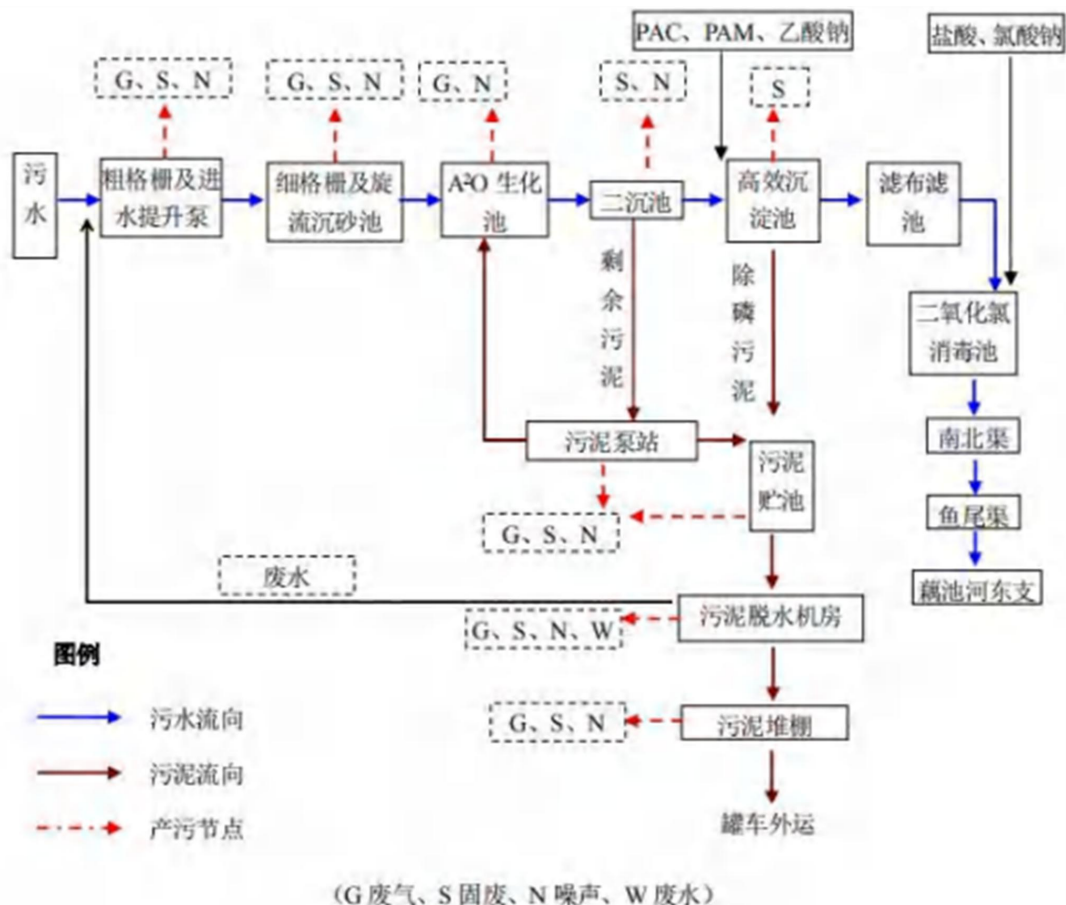 PAC、PAM、乙酸钠
盐酸、氯酸钠
G、S、N
G、S、N
G、N
S、N
S
污
水
粗格栅及进
水提升泵
细格栅及旋
流沉砂池
A²O 生化
池
二沉池
高效沉
淀池
滤布滤
池
剩
余
污
泥
除
磷
污
泥
二氧化氯
消毒池
南北渠
鱼尾渠
藕池河东支
污泥泵站
污泥
贮池
G、S、N
废水
污泥脱水机房
G、S、N、W
图例
污水流向
G、S、N
污泥堆棚
污泥流向
产污节点
罐车外运
（G 废气、S 固废、N 噪声、W 废水）